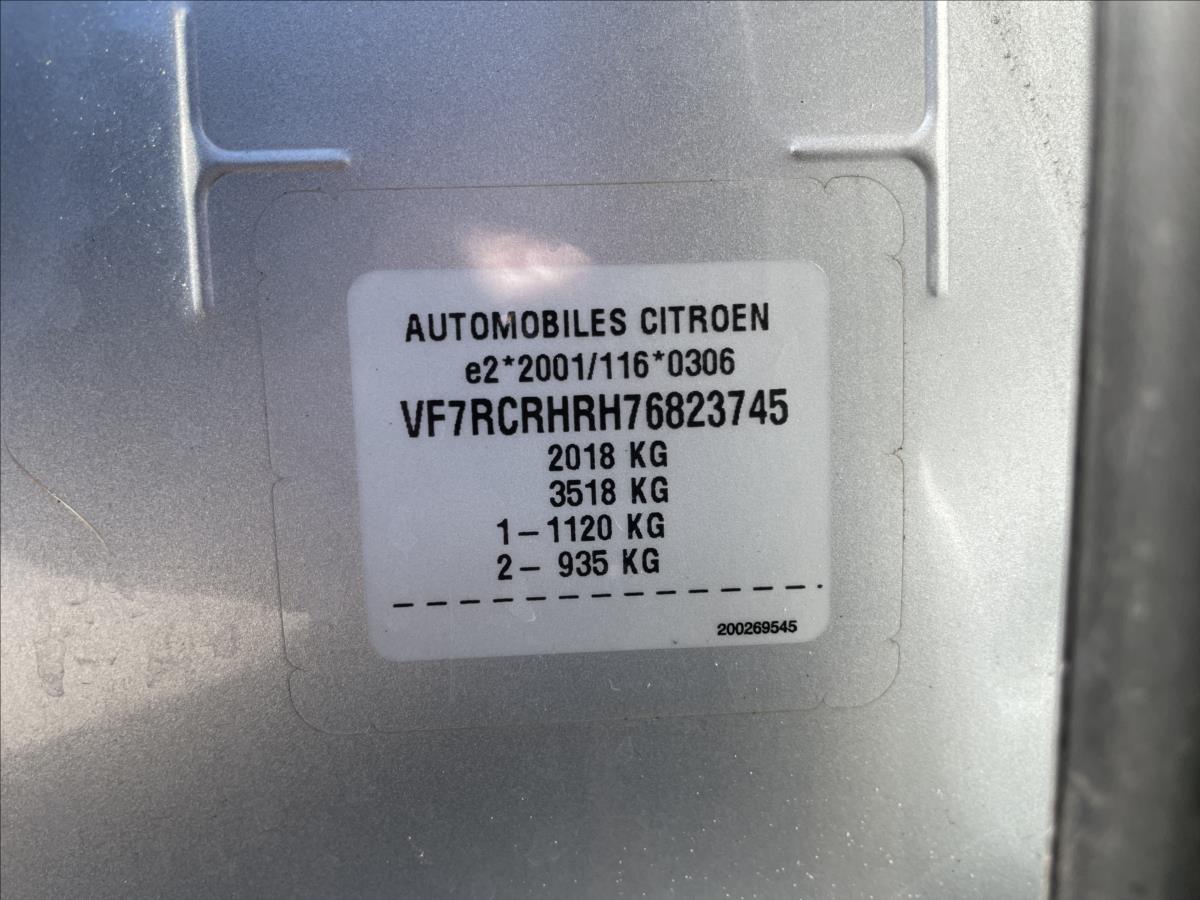 AUTOMOBILES CITROEN
e2*2001/116*0306
VF7RCRHRH76823745
2018 KG
3518 KG
1- 1120 KG
2- 935 KG
200269545